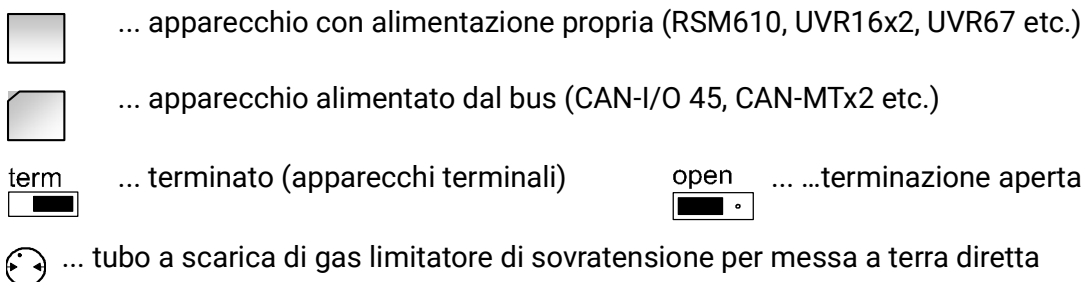 ... apparecchio con alimentazione propria (RSM610, UVR16x2, UVR67 etc.)
... apparecchio alimentato dal bus (CAN-I/O 45, CAN-MTx2 etc.)
term ... terminato (apparecchi terminali) open ... …terminazione aperta
... tubo a scarica di gas limitatore di sovratensione per messa a terra diretta